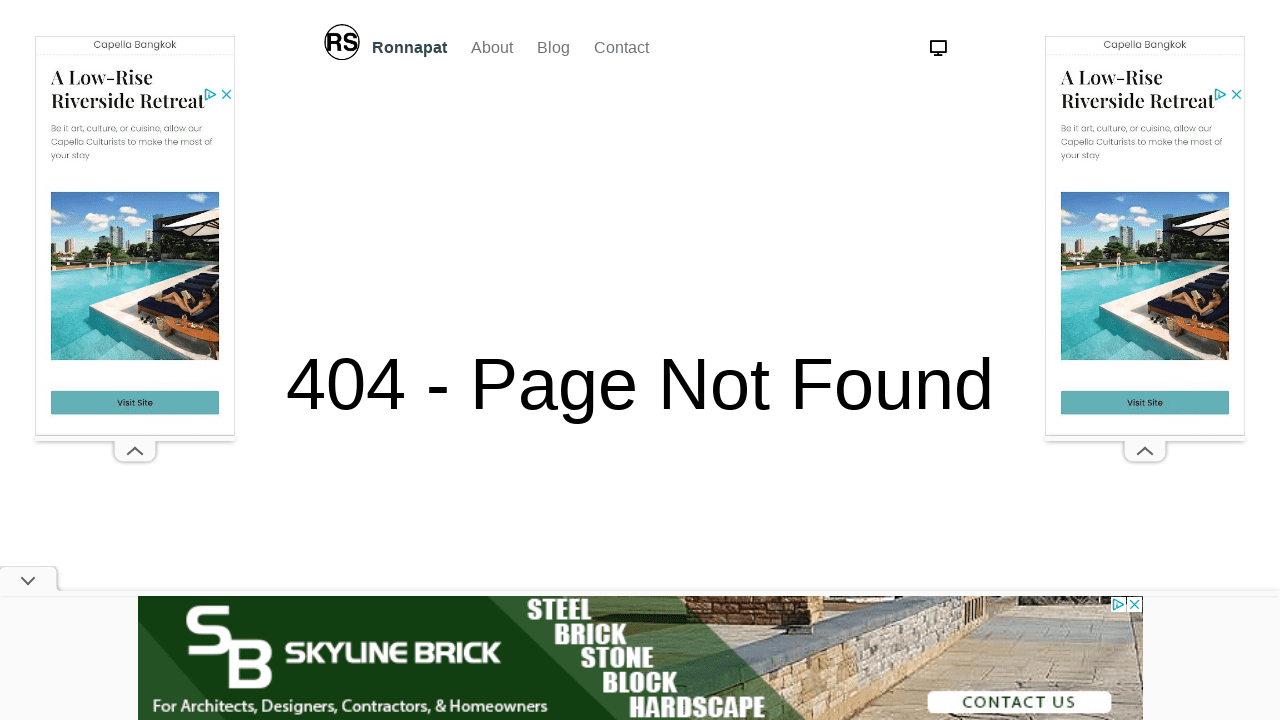 RS Ronnapat About Blog Contact
Capella Bangkok
A Low-Rise
Riverside Retreat
Be it art, culture, or cuisine, allow our
Capella Culturists to make the most of
your stay
Visit Site
Capella Bangkok
A Low-Rise
Riverside Retreat
Be it art, culture, or cuisine, allow our
Capella Culturists to make the most of
your stay
Visit Site
404 - Page Not Found
SB SKYLINE BRICK
For Architects, Designers, Contractors, & Homeowners
STEEL
BRICK
STONE
BLOCK
HARDSCAPE
CONTACT US